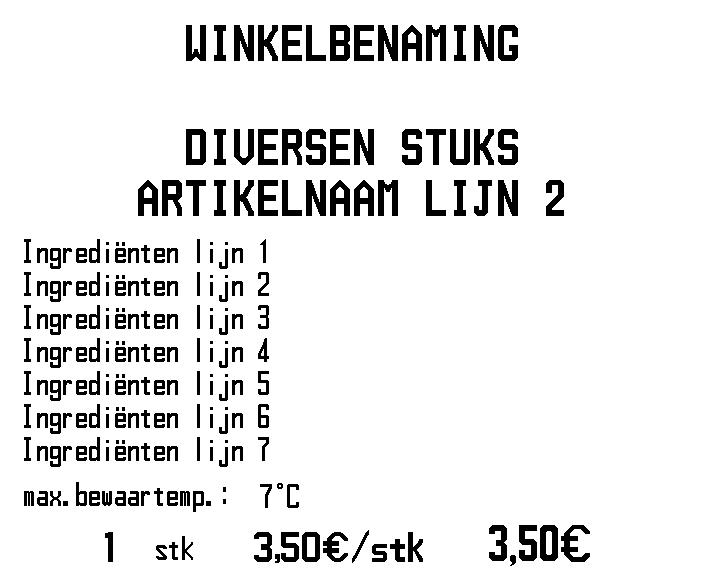 WINKELBENAMING
DIVERSEN STUKS
ARTIKELNAAM LIJN 2
Ingrediënten lijn 1
Ingrediënten lijn 2
Ingrediënten lijn 3
Ingrediënten lijn 4
Ingrediënten lijn 5
Ingrediënten lijn 6
Ingrediënten lijn 7
max.bewaartemp.: 7°C
1 stk 3,50€/stk 3,50€